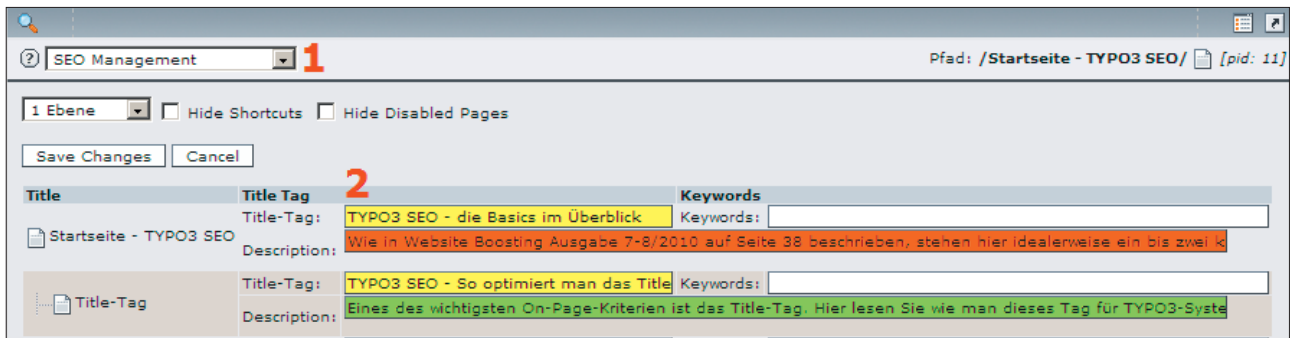 SEO Management 1 Pfad: /Startseite - TYPO3 SEO/ [pid: 11]
1 Ebene Hide Shortcuts Hide Disabled Pages
Save Changes Cancel
2
Title Title Tag Keywords
Title-Tag: TYPO3 SEO - die Basics im Überblick Keywords:
Startseite - TYPO3 SEO
Description: Wie in Website Boosting Ausgabe 7-8/2010 auf Seite 38 beschrieben, stehen hier idealerweise ein bis zwei k
Title-Tag: TYPO3 SEO - So optimiert man das Title Keywords:
Title-Tag
Description: Eines des wichtigsten On-Page-Kriterien ist das Title-Tag. Hier lesen Sie wie man dieses Tag für TYPO3-Syste